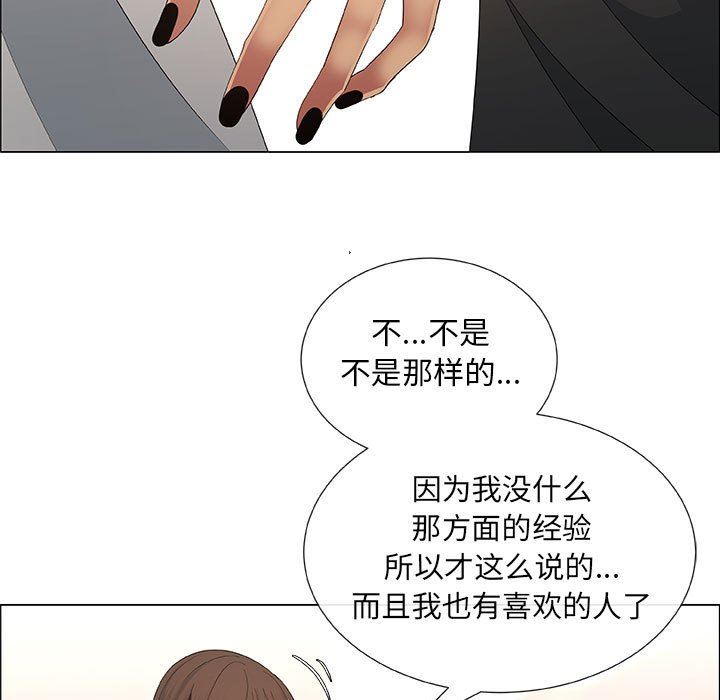 不...不是
不是那样的...
因为我没什么
那方面的经验
所以才这么说的...
而且我也有喜欢的人了